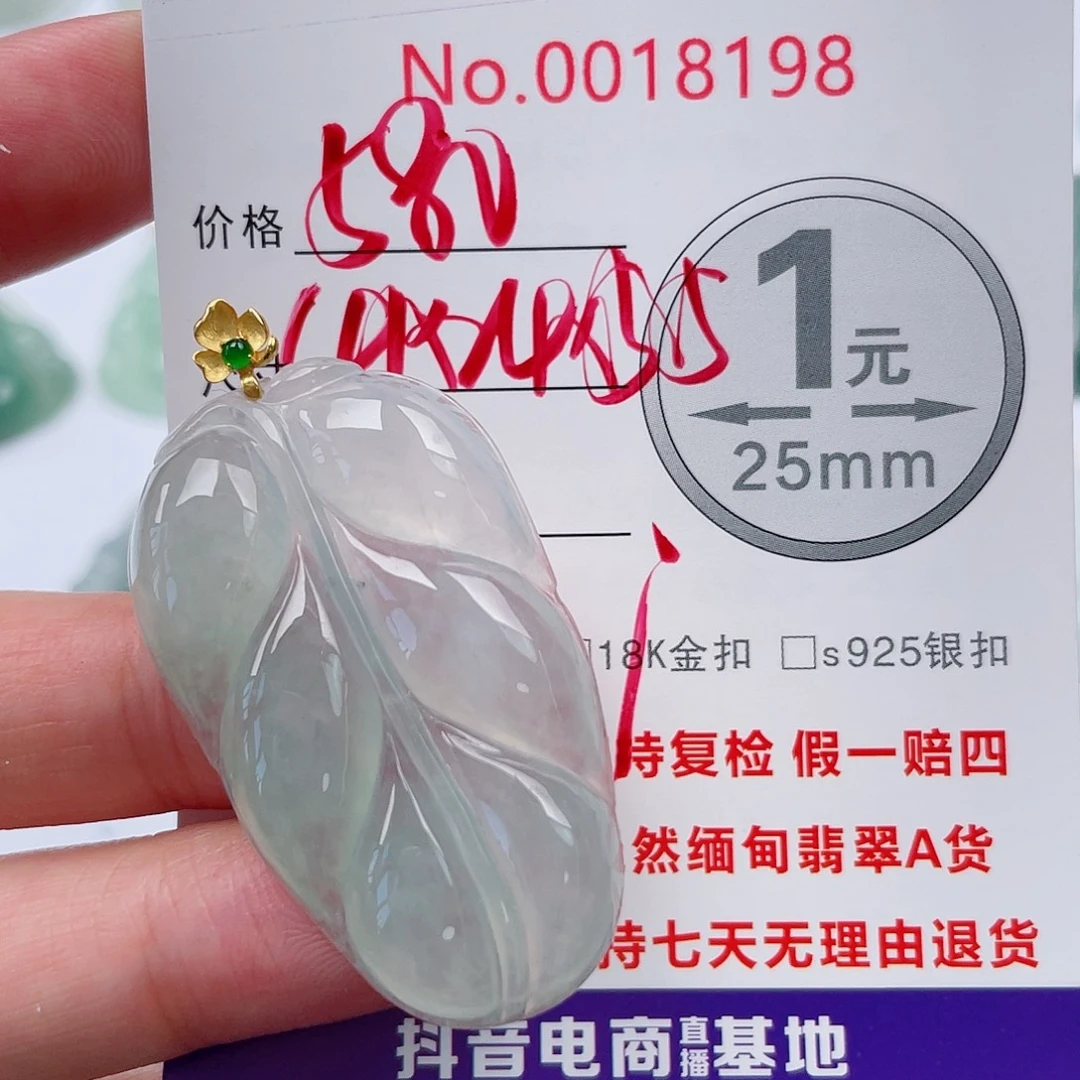 No.0018198
价格 580
1元
25mm
18K金扣 □s925银扣
持复检 假一赔四
然缅甸翡翠A货
持七天无理由退货
抖音电商直播基地